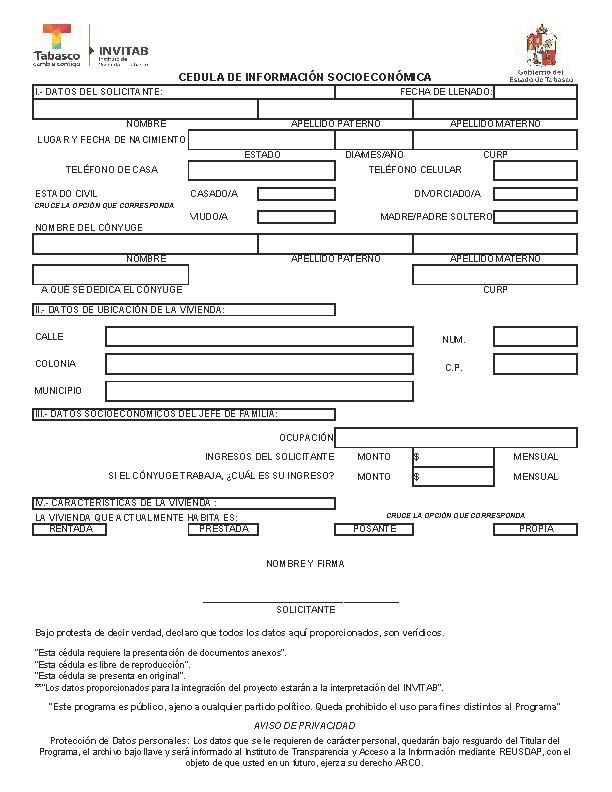 Tabasco
cambia contigo
INVITAB
Instituto de
Vivienda de Tabasco
Gobierno del
Estado de Tabasco
CEDULA DE INFORMACIÓN SOCIOECONÓMICA
I.- DATOS DEL SOLICITANTE: FECHA DE LLENADO:
NOMBRE APELLIDO PATERNO APELLIDO MATERNO
LUGAR Y FECHA DE NACIMIENTO
ESTADO DIA/MES/AÑO CURP
TELÉFONO DE CASA TELÉFONO CELULAR
ESTADO CIVIL CASADO/A DIVORCIADO/A
CRUCE LA OPCIÓN QUE CORRESPONDA
VIUDO/A MADRE/PADRE SOLTERO
NOMBRE DEL CÓNYUGE
NOMBRE APELLIDO PATERNO APELLIDO MATERNO
A QUÉ SE DEDICA EL CÓNYUGE CURP
II.- DATOS DE UBICACIÓN DE LA VIVIENDA:
CALLE NUM.
COLONIA C.P.
MUNICIPIO
III.- DATOS SOCIOECONOMICOS DEL JEFE DE FAMILIA:
OCUPACIÓN
INGRESOS DEL SOLICITANTE MONTO $ MENSUAL
SI EL CÓNYUGE TRABAJA, ¿CUÁL ES SU INGRESO? MONTO $ MENSUAL
IV.- CARACTERISTICAS DE LA VIVIENDA :
LA VIVIENDA QUE ACTUALMENTE HABITA ES: CRUCE LA OPCIÓN QUE CORRESPONDA
RENTADA PRESTADA POSANTE PROPIA
NOMBRE Y FIRMA
SOLICITANTE
Bajo protesta de decir verdad, declaro que todos los datos aquí proporcionados, son verídicos.
"Esta cédula requiere la presentación de documentos anexos".
"Esta cédula es libre de reproducción".
"Esta cédula se presenta en original".
*"Los datos proporcionados para la integración del proyecto estarán a la interpretación del INVITAB".
"Este programa es público, ajeno a cualquier partido político. Queda prohibido el uso para fines distintos al Programa"
AVISO DE PRIVACIDAD
Protección de Datos personales: Los datos que se le requieren de carácter personal, quedarán bajo resguardo del Titular del
Programa, el archivo bajo llave y será informado al Instituto de Transparencia y Acceso a la Información mediante REUSDAP, con el
objeto de que usted en un futuro, ejerza su derecho ARCO.